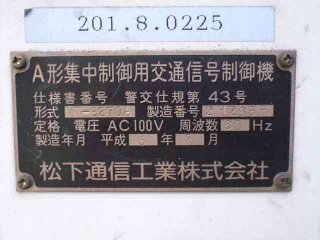 201.8.0225
A形集中制御用交通信号制御機
仕様書番号 警交仕規第43号
形式 製造番号
定格 電圧 AC100V 周波数 Hz
製造年月 平成 年 2月
松下通信工業株式会社